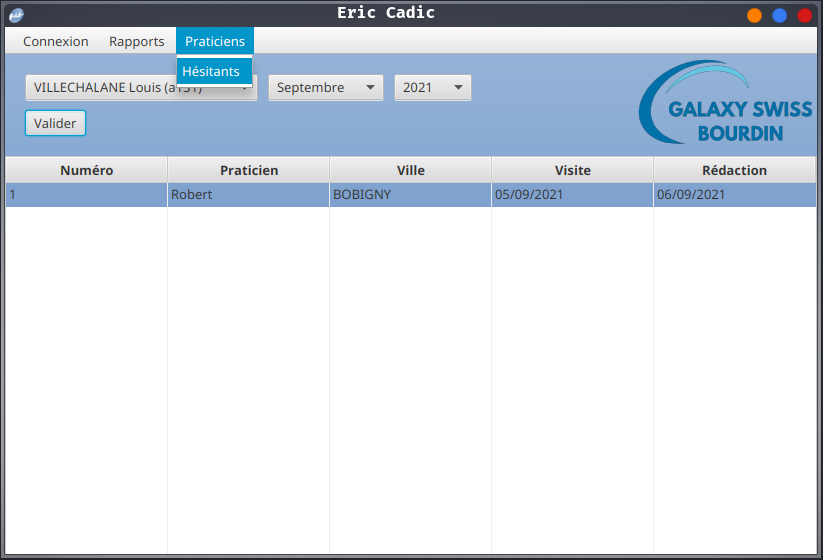 Eric Cadic
Connexion Rapports Praticiens
Hésitants
VILLECHALANE Louis Septembre 2021
Valider
GALAXY SWISS
BOURDIN
Numéro Praticien Ville Visite Rédaction
1 Robert BOBIGNY 05/09/2021 06/09/2021